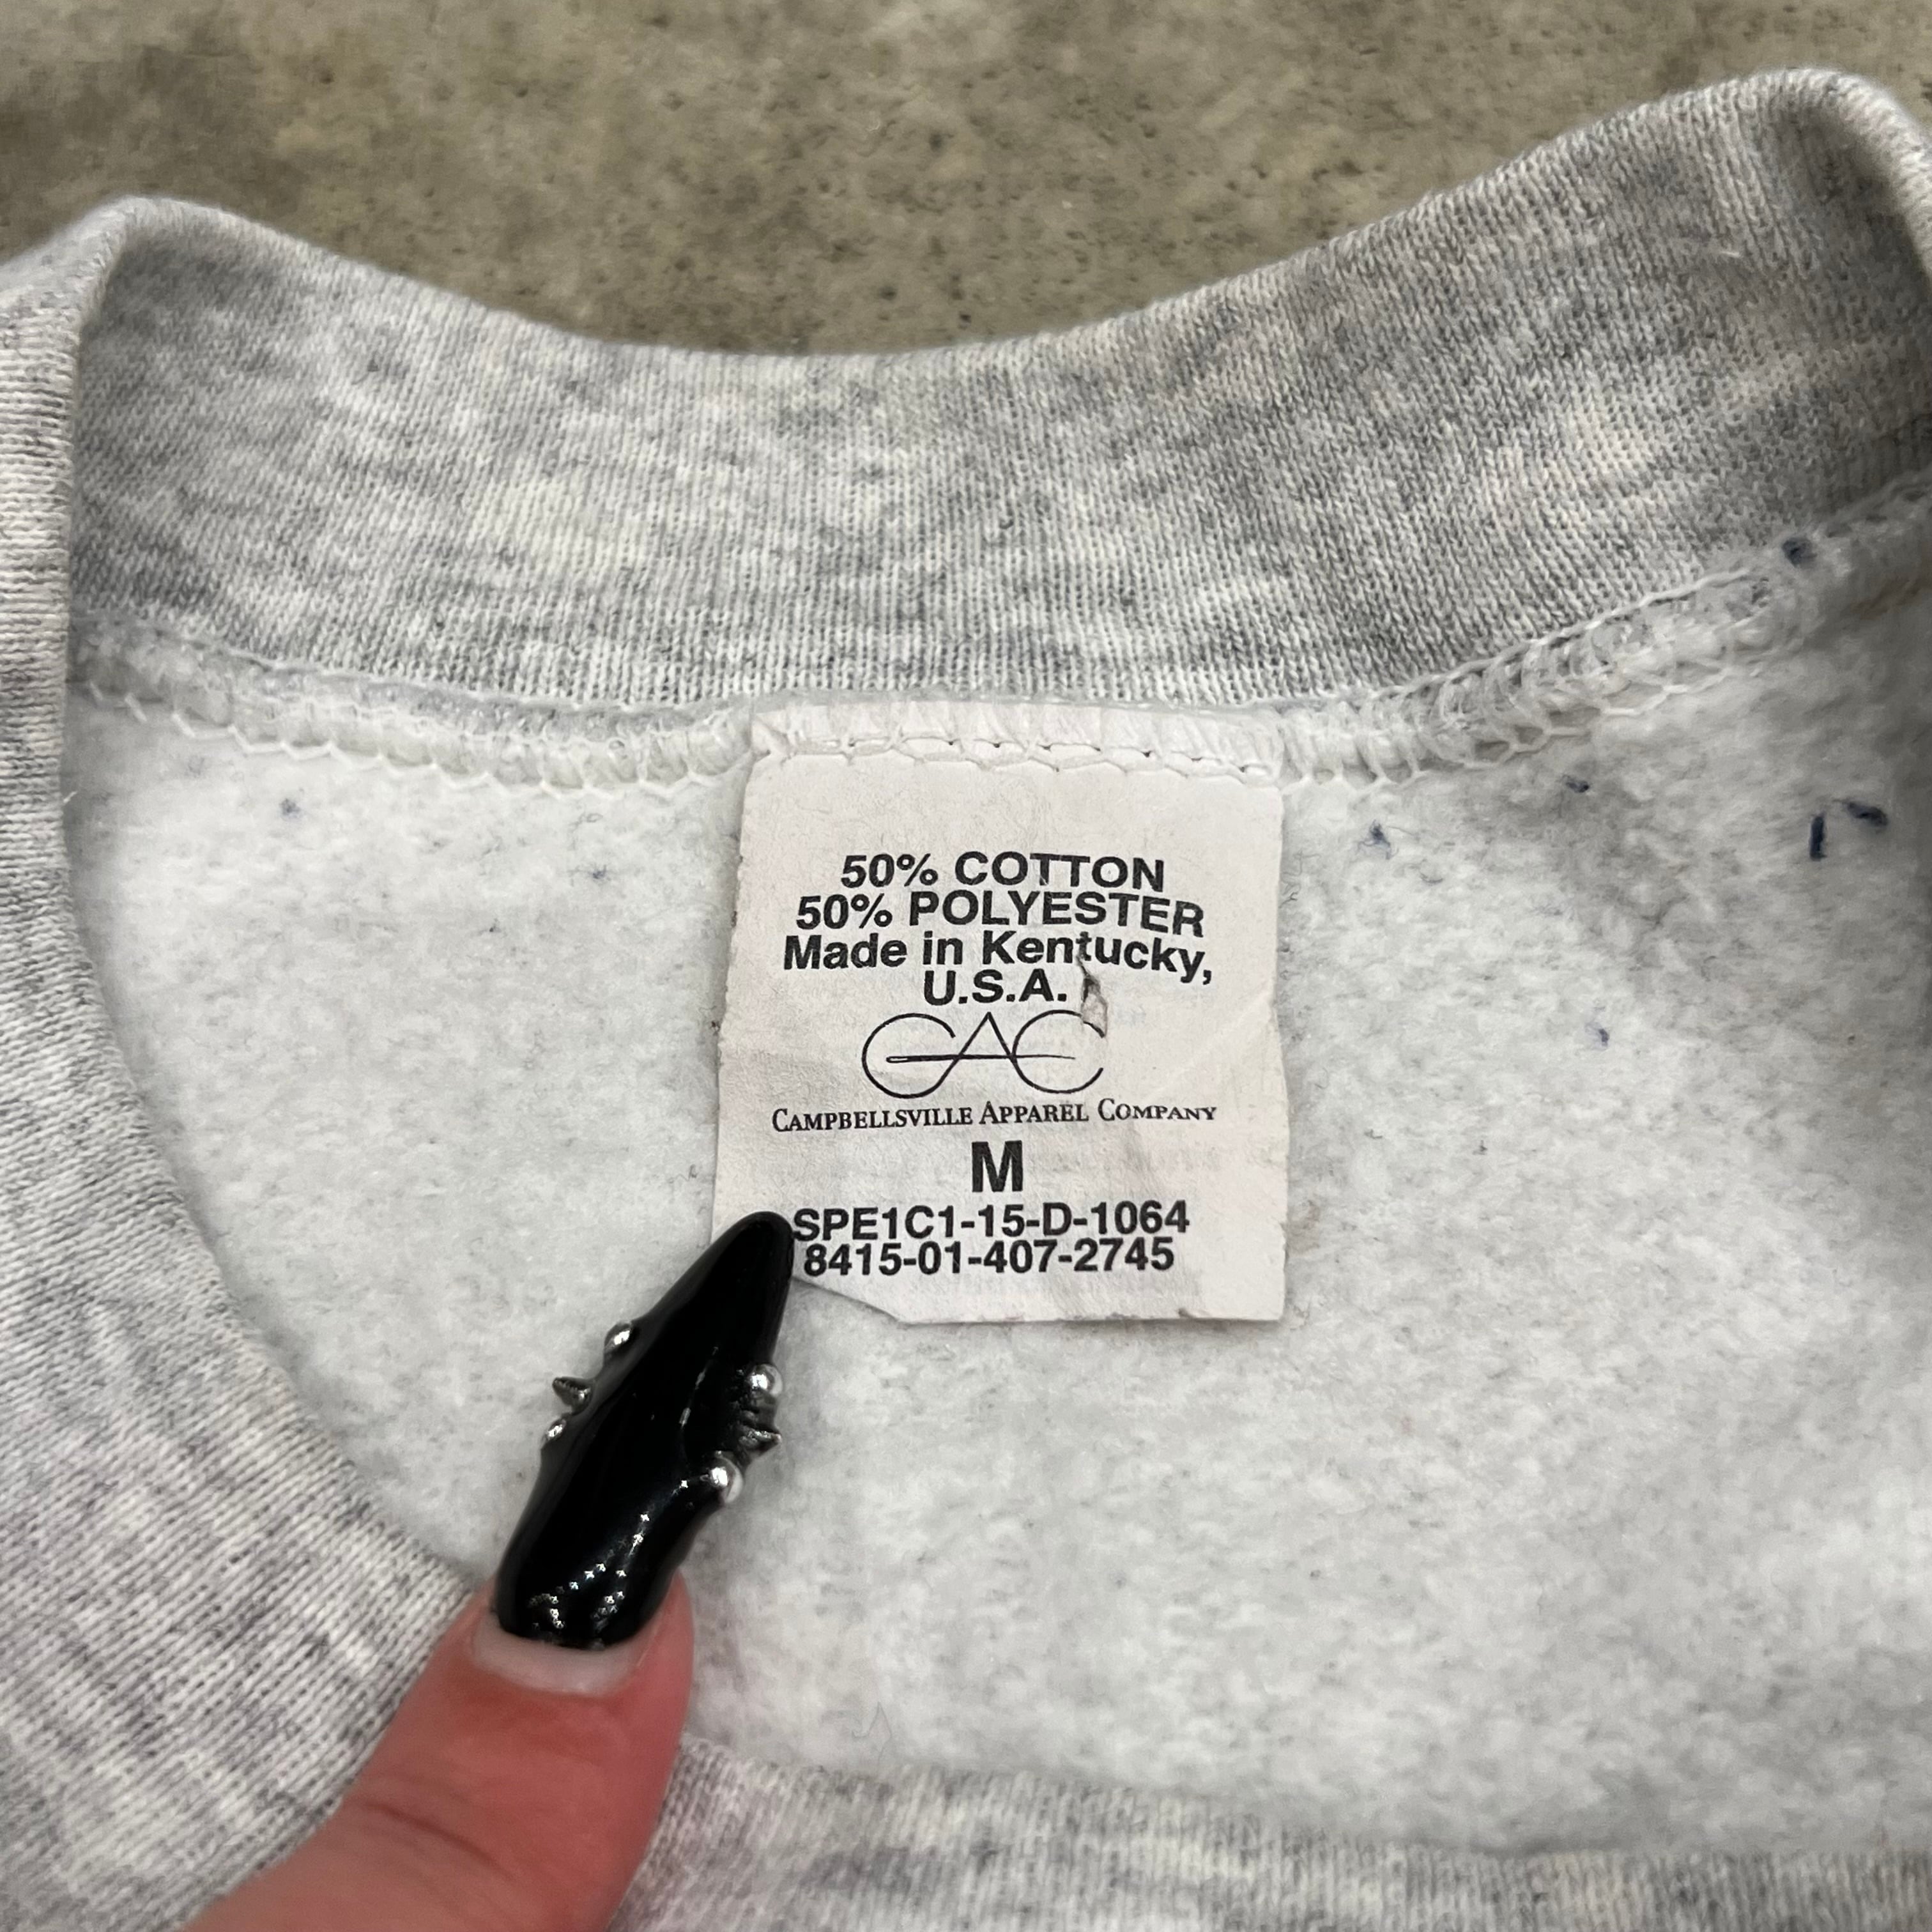 50% COTTON
50% POLYESTER
Made in Kentucky,
U.S.A.
CAC
CAMPBELLSVILLE APPAREL COMPANY
M
SPE1C1-15-D-1064
8415-01-407-2745